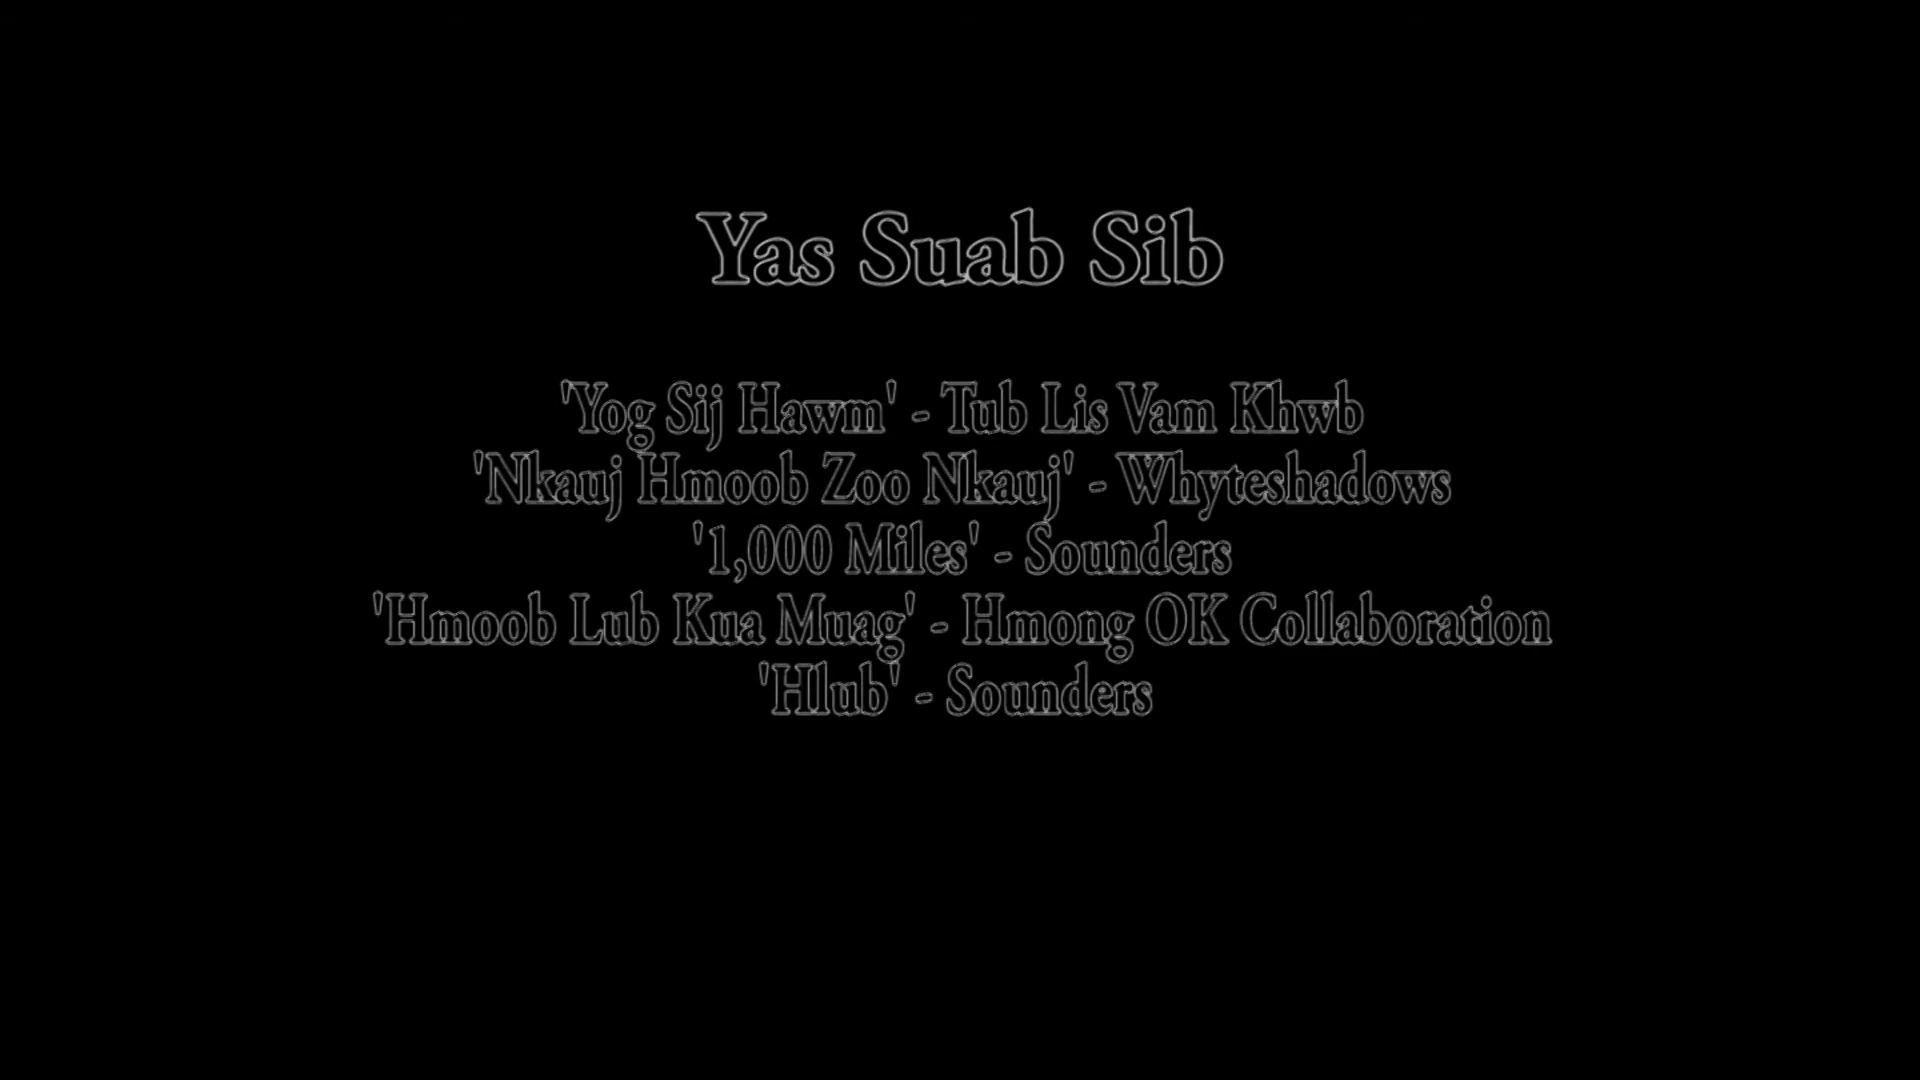 Yas Suab Sib
'Yog Sij Hawm' - Tub Lis Vam Khwb
'Nkauj Hmoob Zoo Nkauj' - Whyteshadows
'1,000 Miles' - Sounders
'Hmoob Lub Kua Muag' - Hmong OK Collaboration
'Hlub' - Sounders